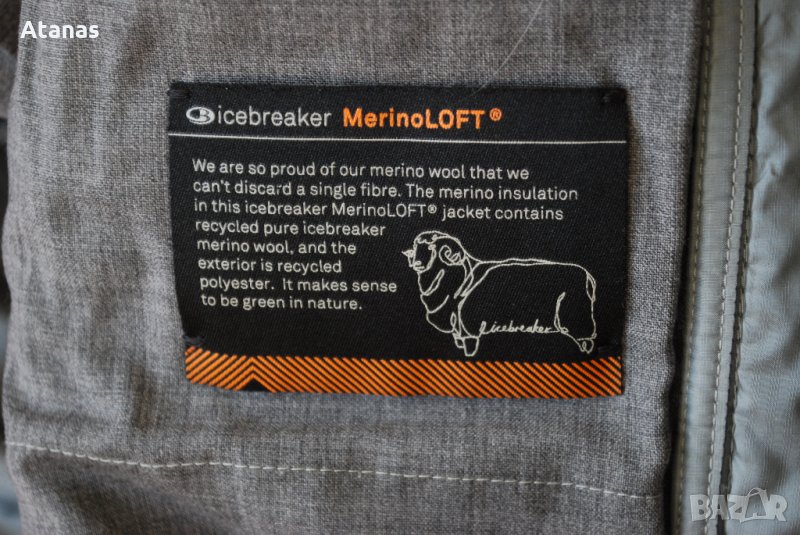 Atanas
icebreaker MerinoLOFT®
We are so proud of our merino wool that we
can't discard a single fibre. The merino insulation
in this icebreaker MerinoLOFT® jacket contains
recycled pure icebreaker
merino wool, and the
exterior is recycled
polyester. It makes sense
to be green in nature.
icebreaker
BAZAR